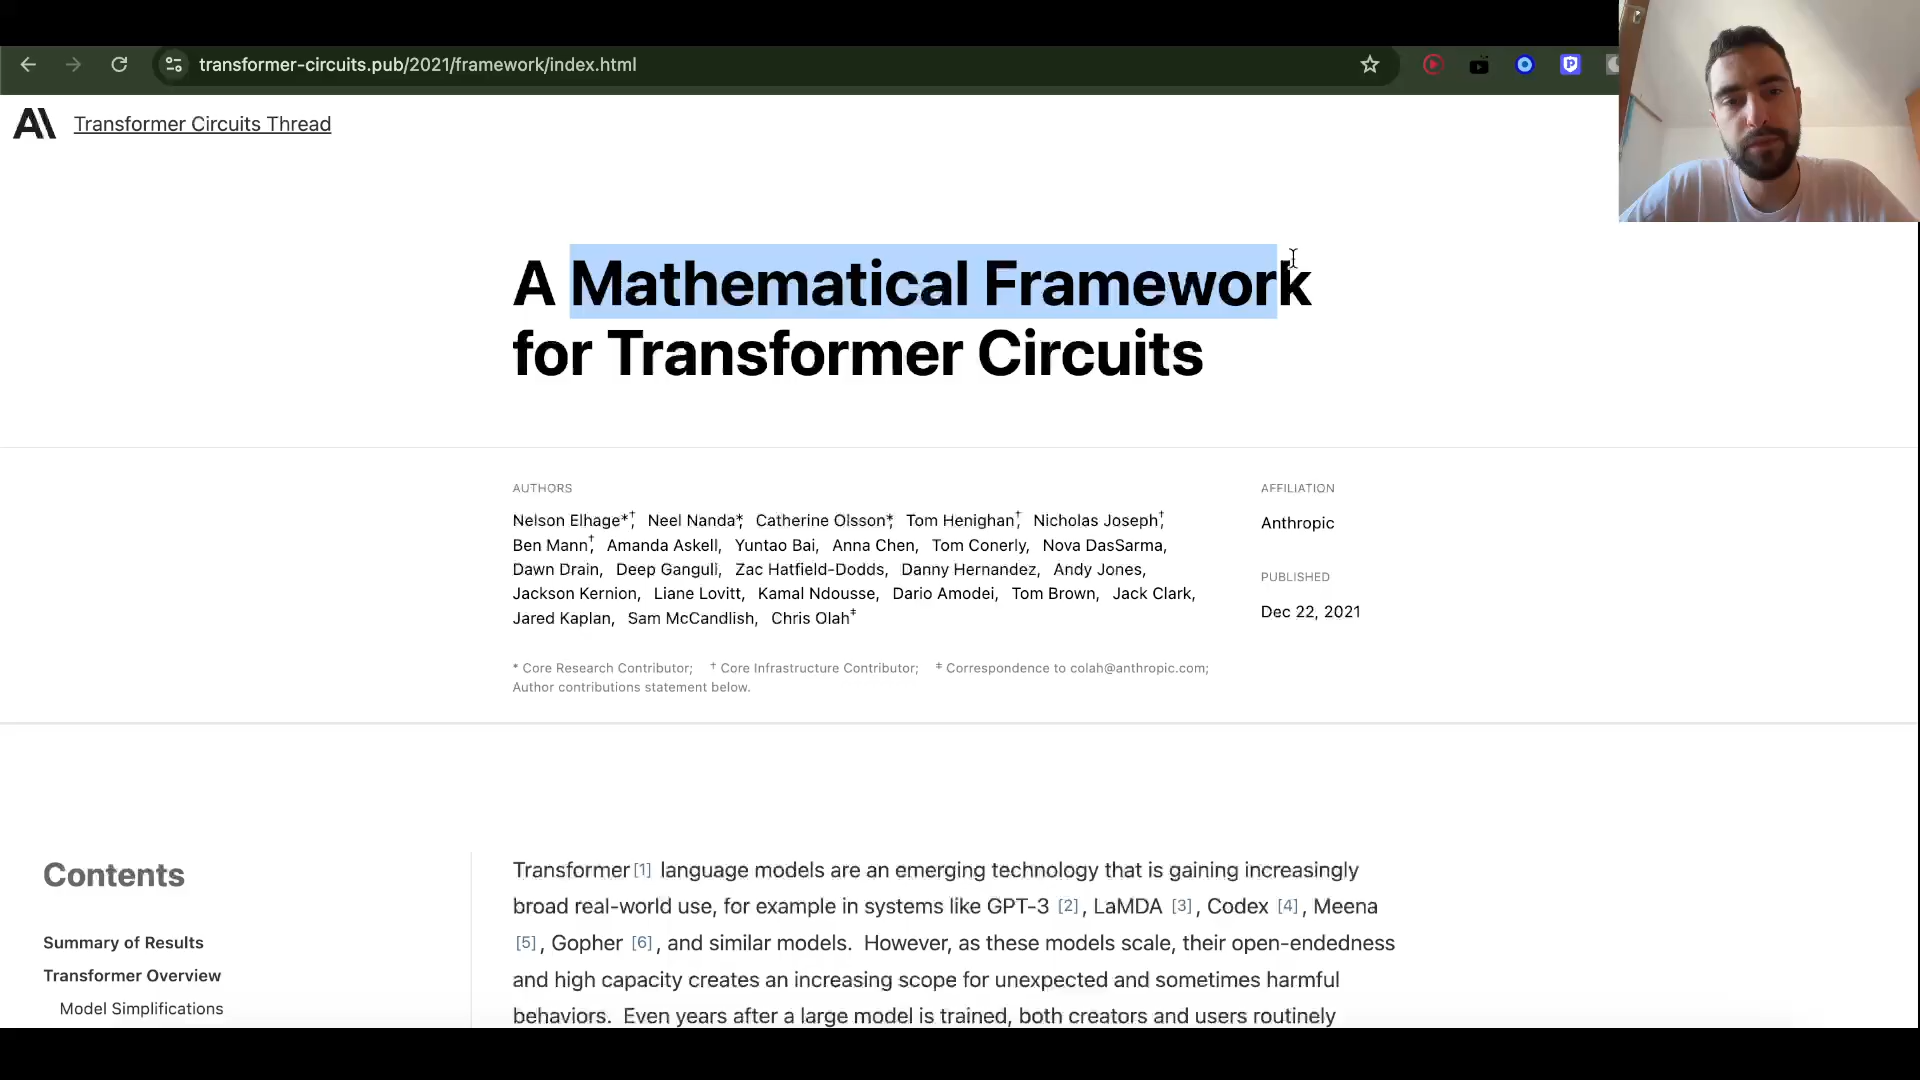 transformer-circuits.pub/2021/framework/index.html
Transformer Circuits Thread
A Mathematical Framework
for Transformer Circuits
AUTHORS
Nelson Elhage*†, Neel Nanda*, Catherine Olsson*, Tom Henighan†, Nicholas Joseph†,
Ben Mann†, Amanda Askell, Yuntao Bai, Anna Chen, Tom Conerly, Nova DasSarma,
Dawn Drain, Deep Ganguli, Zac Hatfield-Dodds, Danny Hernandez, Andy Jones,
Jackson Kernion, Liane Lovitt, Kamal Ndousse, Dario Amodei, Tom Brown, Jack Clark,
Jared Kaplan, Sam McCandlish, Chris Olah‡
* Core Research Contributor; † Core Infrastructure Contributor; ‡ Correspondence to colah@anthropic.com;
Author contributions statement below.
AFFILIATION
Anthropic
PUBLISHED
Dec 22, 2021
Contents
Summary of Results
Transformer Overview
Model Simplifications
Transformer [1] language models are an emerging technology that is gaining increasingly
broad real-world use, for example in systems like GPT-3 [2], LaMDA [3], Codex [4], Meena
[5], Gopher [6], and similar models. However, as these models scale, their open-endedness
and high capacity creates an increasing scope for unexpected and sometimes harmful
behaviors. Even years after a large model is trained, both creators and users routinely